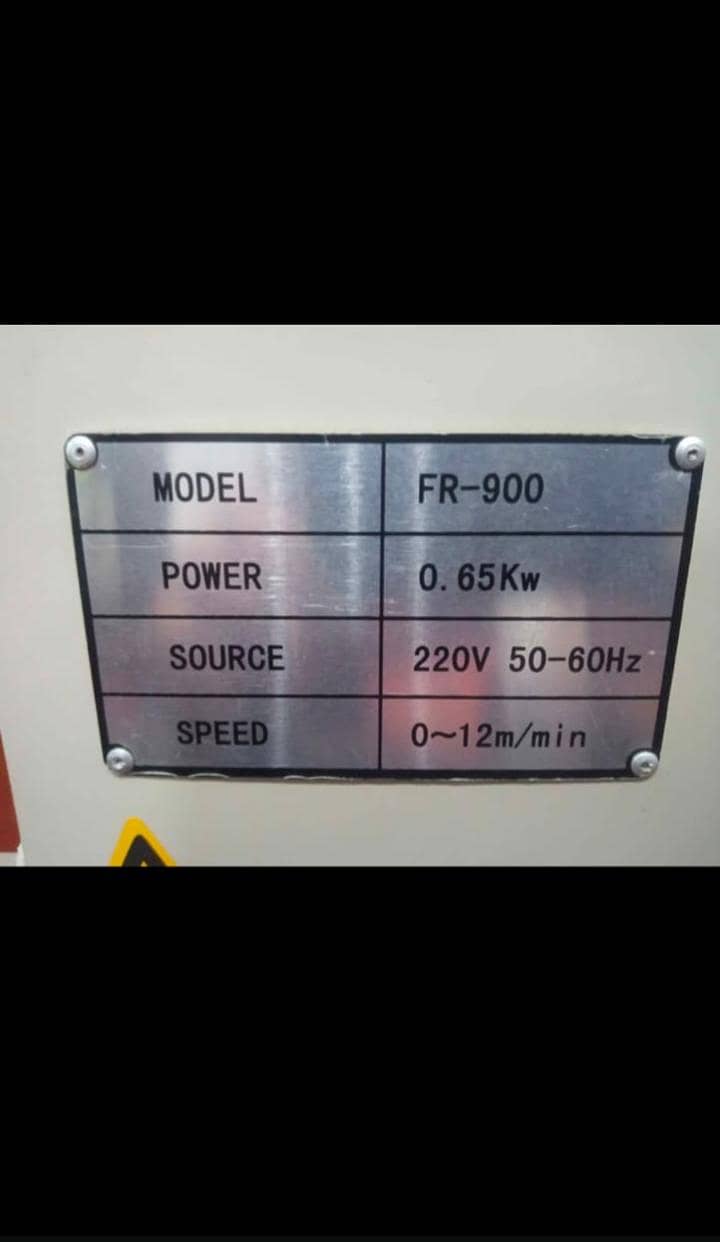 MODEL FR-900
POWER 0.65Kw
SOURCE 220V 50-60Hz
SPEED 0~12m/min